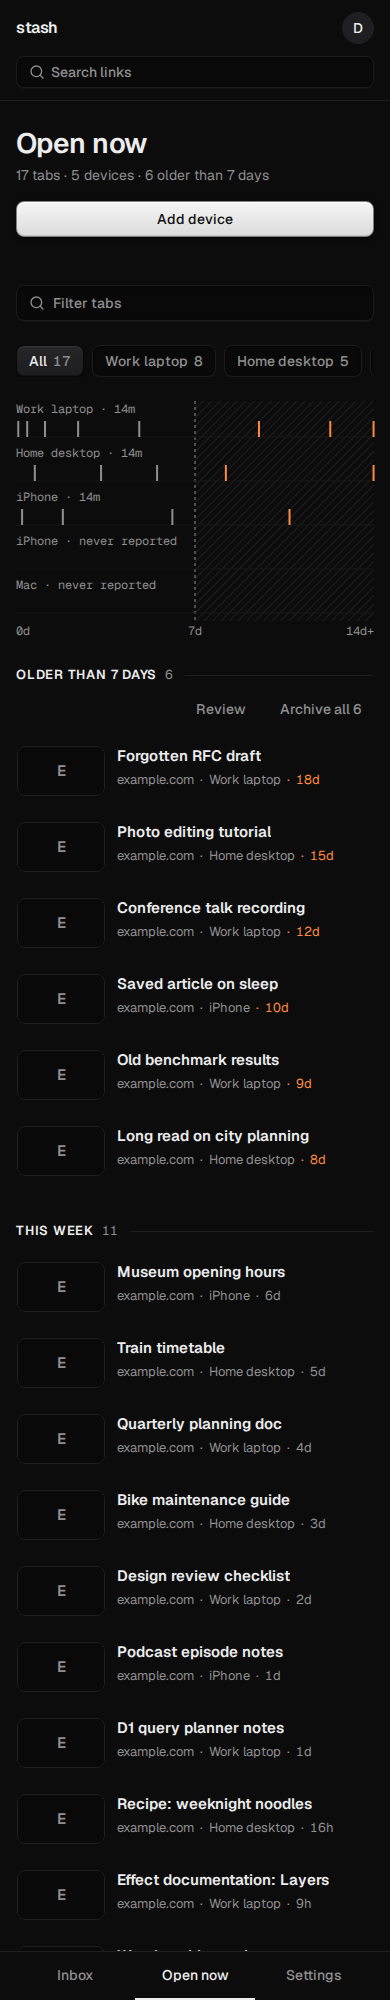 stash
D
Search links
Open now
17 tabs · 5 devices · 6 older than 7 days
Add device
Filter tabs
All 17
Work laptop 8
Home desktop 5
Work laptop · 14m
Home desktop · 14m
iPhone · 14m
iPhone · never reported
Mac · never reported
0d 7d 14d+
OLDER THAN 7 DAYS 6
Review Archive all 6
E
Forgotten RFC draft
example.com · Work laptop · 18d
E
Photo editing tutorial
example.com · Home desktop · 15d
E
Conference talk recording
example.com · Work laptop · 12d
E
Saved article on sleep
example.com · iPhone · 10d
E
Old benchmark results
example.com · Work laptop · 9d
E
Long read on city planning
example.com · Home desktop · 8d
THIS WEEK 11
E
Museum opening hours
example.com · iPhone · 6d
E
Train timetable
example.com · Home desktop · 5d
E
Quarterly planning doc
example.com · Work laptop · 4d
E
Bike maintenance guide
example.com · Home desktop · 3d
E
Design review checklist
example.com · Work laptop · 2d
E
Podcast episode notes
example.com · iPhone · 1d
E
D1 query planner notes
example.com · Work laptop · 1d
E
Recipe: weeknight noodles
example.com · Home desktop · 16h
E
Effect documentation: Layers
example.com · Work laptop · 9h
Inbox Open now Settings